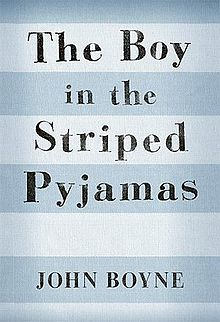 The Boy
in the
Striped
Pyjamas
JOHN BOYNE